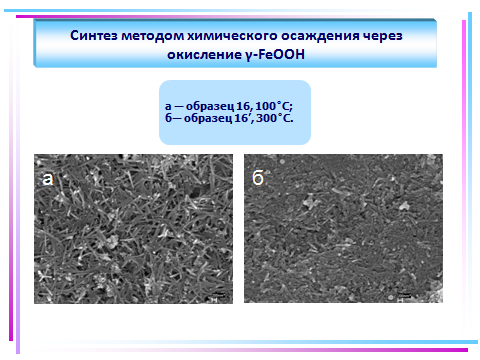 Синтез методом химического осаждения через
окисление γ-FeOOH
а — образец 16, 100˚С;
б— образец 16′, 300˚С.
а
б